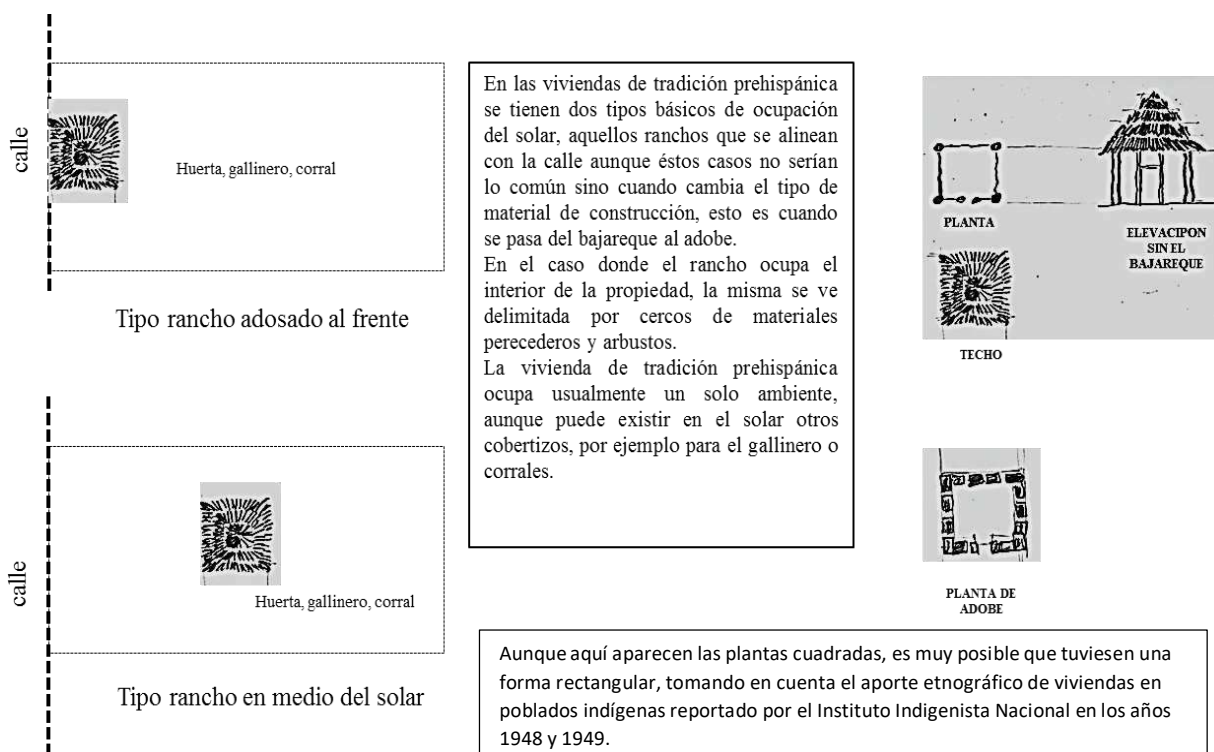 calle
Huerta, gallinero, corral
Tipo rancho adosado al frente
calle
Huerta, gallinero, corral
Tipo rancho en medio del solar
En las viviendas de tradición prehispánica
se tienen dos tipos básicos de ocupación
del solar, aquellos ranchos que se alinean
con la calle aunque éstos casos no serían
lo común sino cuando cambia el tipo de
material de construcción, esto es cuando
se pasa del bajareque al adobe.
En el caso donde el rancho ocupa el
interior de la propiedad, la misma se ve
delimitada por cercos de materiales
perecederos y arbustos.
La vivienda de tradición prehispánica
ocupa usualmente un solo ambiente,
aunque puede existir en el solar otros
cobertizos, por ejemplo para el gallinero o
corrales.
PLANTA
ELEVACIPON
SIN EL
BAJAREQUE
TECHO
PLANTA DE
ADOBE
Aunque aquí aparecen las plantas cuadradas, es muy posible que tuviesen una
forma rectangular, tomando en cuenta el aporte etnográfico de viviendas en
poblados indígenas reportado por el Instituto Indigenista Nacional en los años
1948 y 1949.